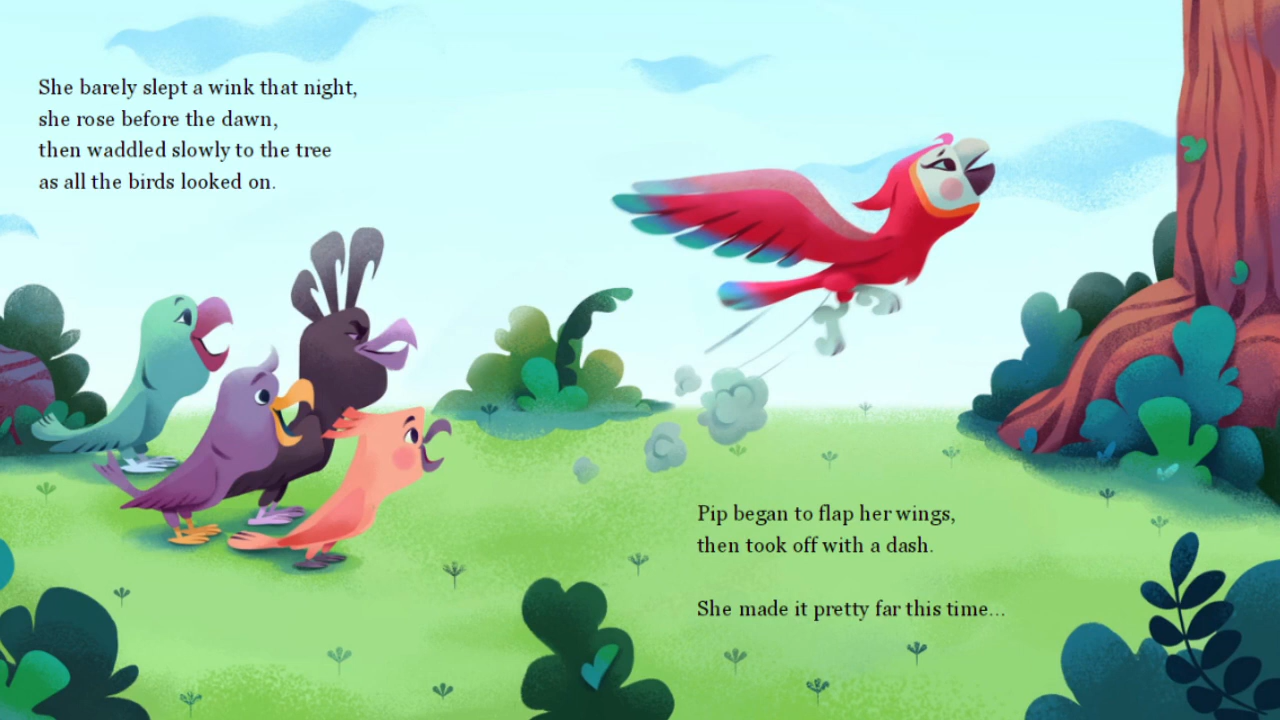 She barely slept a wink that night,
she rose before the dawn,
then waddled slowly to the tree
as all the birds looked on.
Pip began to flap her wings,
then took off with a dash.
She made it pretty far this time...